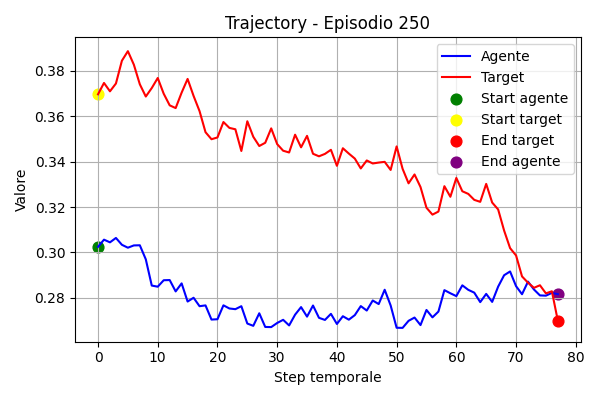 Trajectory - Episodio 250
Valore
0.38
0.36
0.34
0.32
0.30
0.28
Agente
Target
Start agente
Start target
End target
End agente
0 10 20 30 40 50 60 70 80
Step temporale